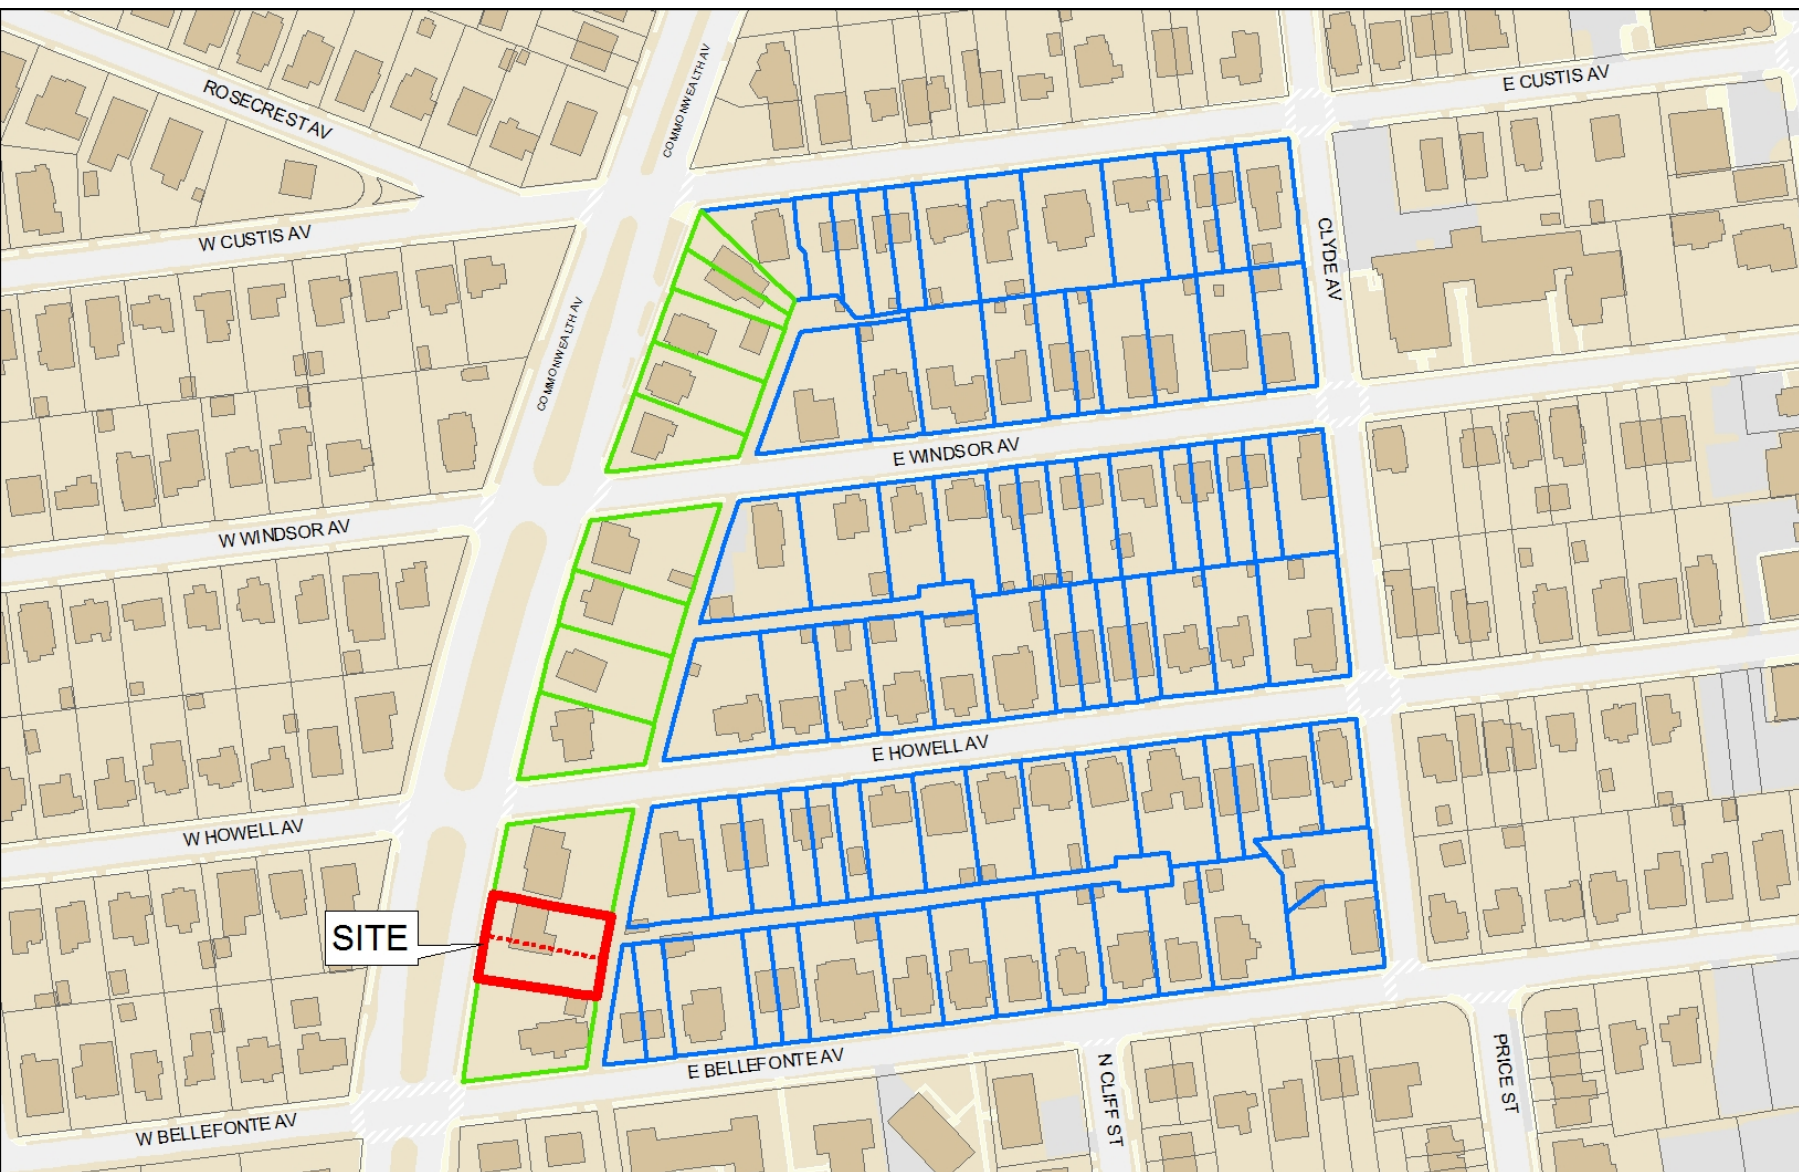 ROSECREST AV
COMMONWEALTH AV
E CUSTIS AV
W CUSTIS AV
CLYDE AV
COMMONWEALTH AV
E WINDSOR AV
W WINDSOR AV
E HOWELL AV
W HOWELL AV
SITE
E BELLEFONTE AV
N CLIFF ST
PRICE ST
W BELLEFONTE AV